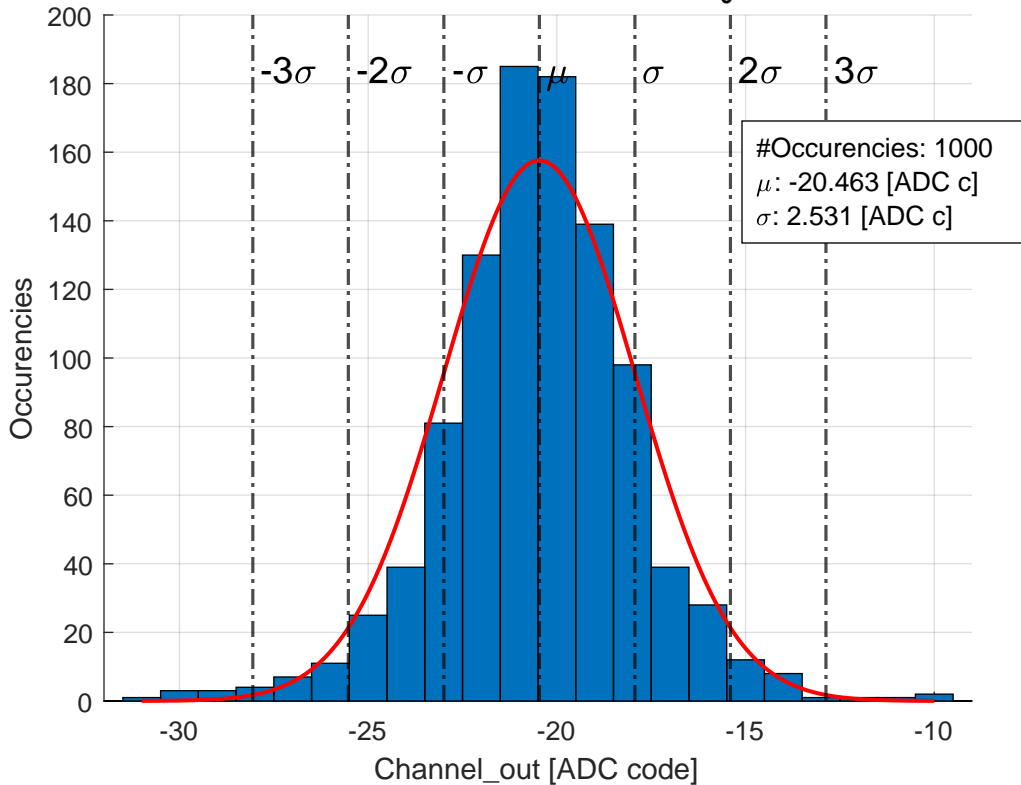 200
180
160
140
120
100
80
60
40
20
0
Occurencies
-3σ
-2σ
-σ
μ
σ
2σ
3σ
#Occurencies: 1000
μ: -20.463 [ADC c]
σ: 2.531 [ADC c]
-30
-25
-20
-15
-10
Channel_out [ADC code]